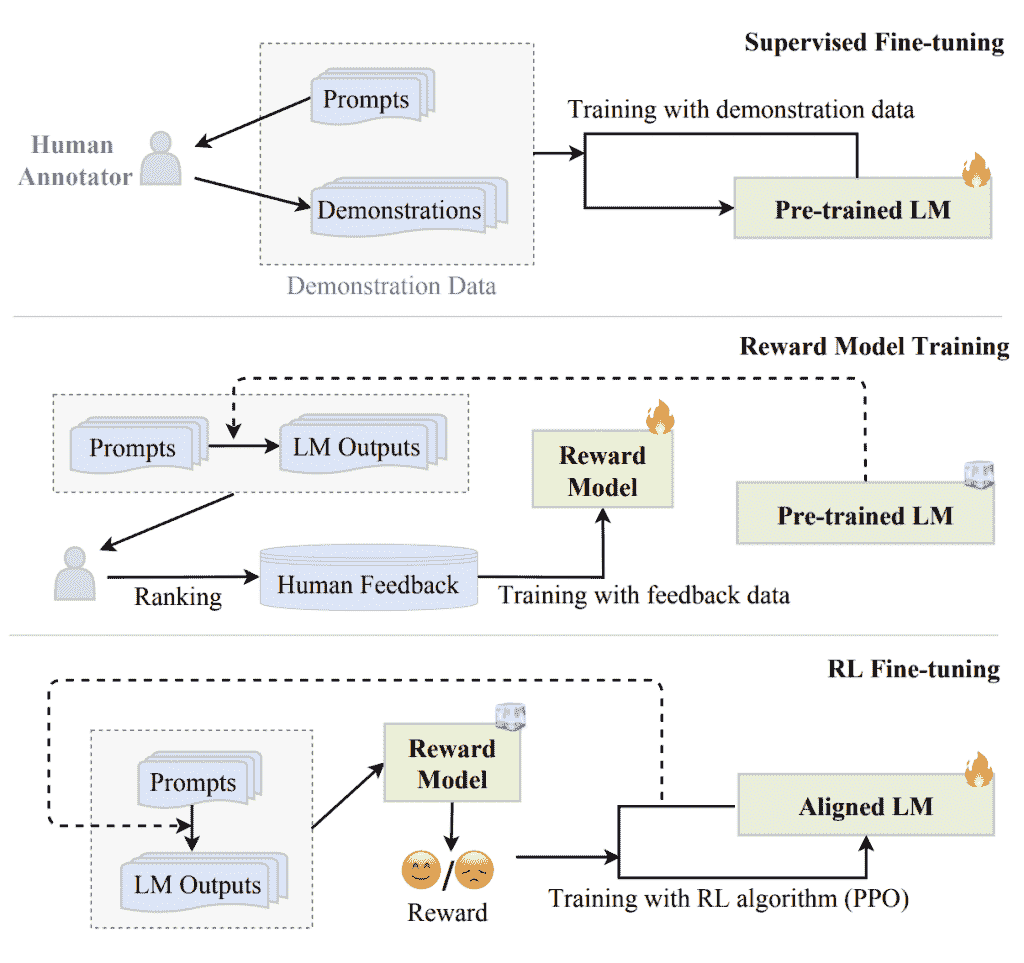 Supervised Fine-tuning
Prompts
Training with demonstration data
Human
Annotator
Demonstrations
Pre-trained LM
Demonstration Data
Reward Model Training
Prompts
LM Outputs
Reward
Model
Pre-trained LM
Human Feedback
Ranking
Training with feedback data
RL Fine-tuning
Prompts
Reward
Model
Aligned LM
LM Outputs
/
Reward
Training with RL algorithm (PPO)